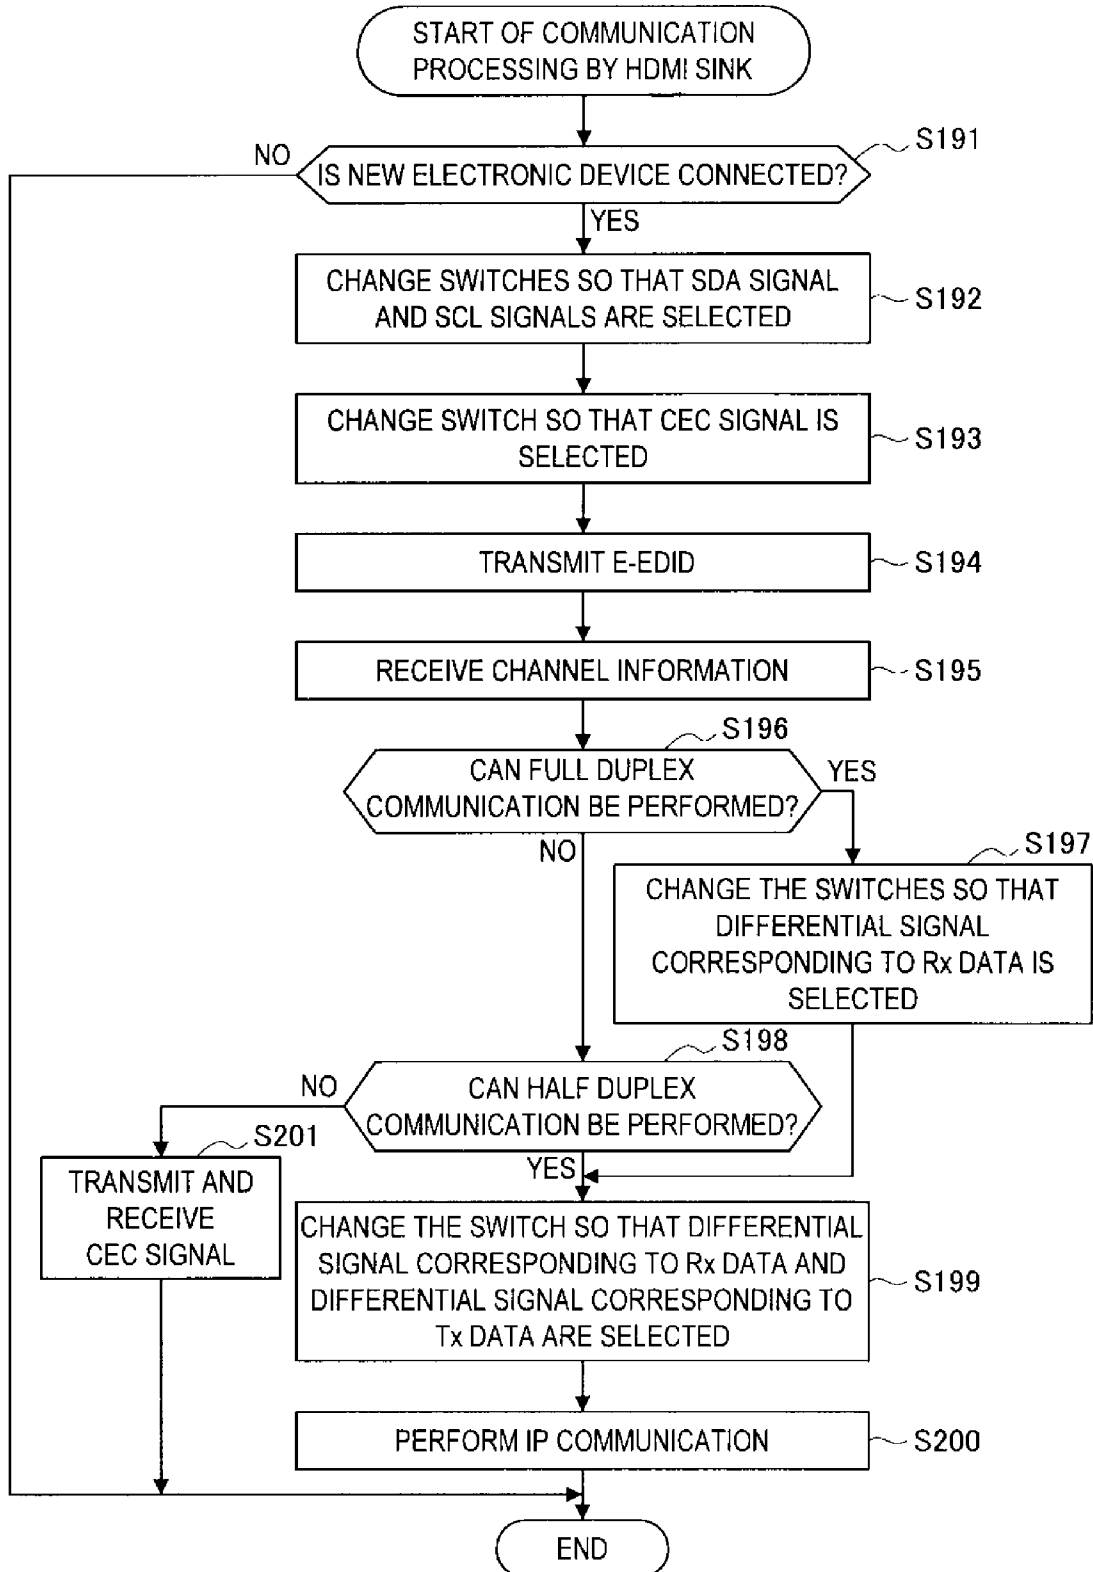 START OF COMMUNICATION
PROCESSING BY HDMI SINK
S191
NO
IS NEW ELECTRONIC DEVICE CONNECTED?
YES
CHANGE SWITCHES SO THAT SDA SIGNAL
AND SCL SIGNALS ARE SELECTED
S192
CHANGE SWITCH SO THAT CEC SIGNAL IS
SELECTED
S193
TRANSMIT E-EDID
S194
RECEIVE CHANNEL INFORMATION
S195
S196
CAN FULL DUPLEX
COMMUNICATION BE PERFORMED?
YES
NO
S197
CHANGE THE SWITCHES SO THAT
DIFFERENTIAL SIGNAL
CORRESPONDING TO Rx DATA IS
SELECTED
S198
CAN HALF DUPLEX
COMMUNICATION BE PERFORMED?
NO
YES
S201
TRANSMIT AND
RECEIVE
CEC SIGNAL
CHANGE THE SWITCH SO THAT DIFFERENTIAL
SIGNAL CORRESPONDING TO Rx DATA AND
DIFFERENTIAL SIGNAL CORRESPONDING TO
Tx DATA ARE SELECTED
S199
PERFORM IP COMMUNICATION
S200
END